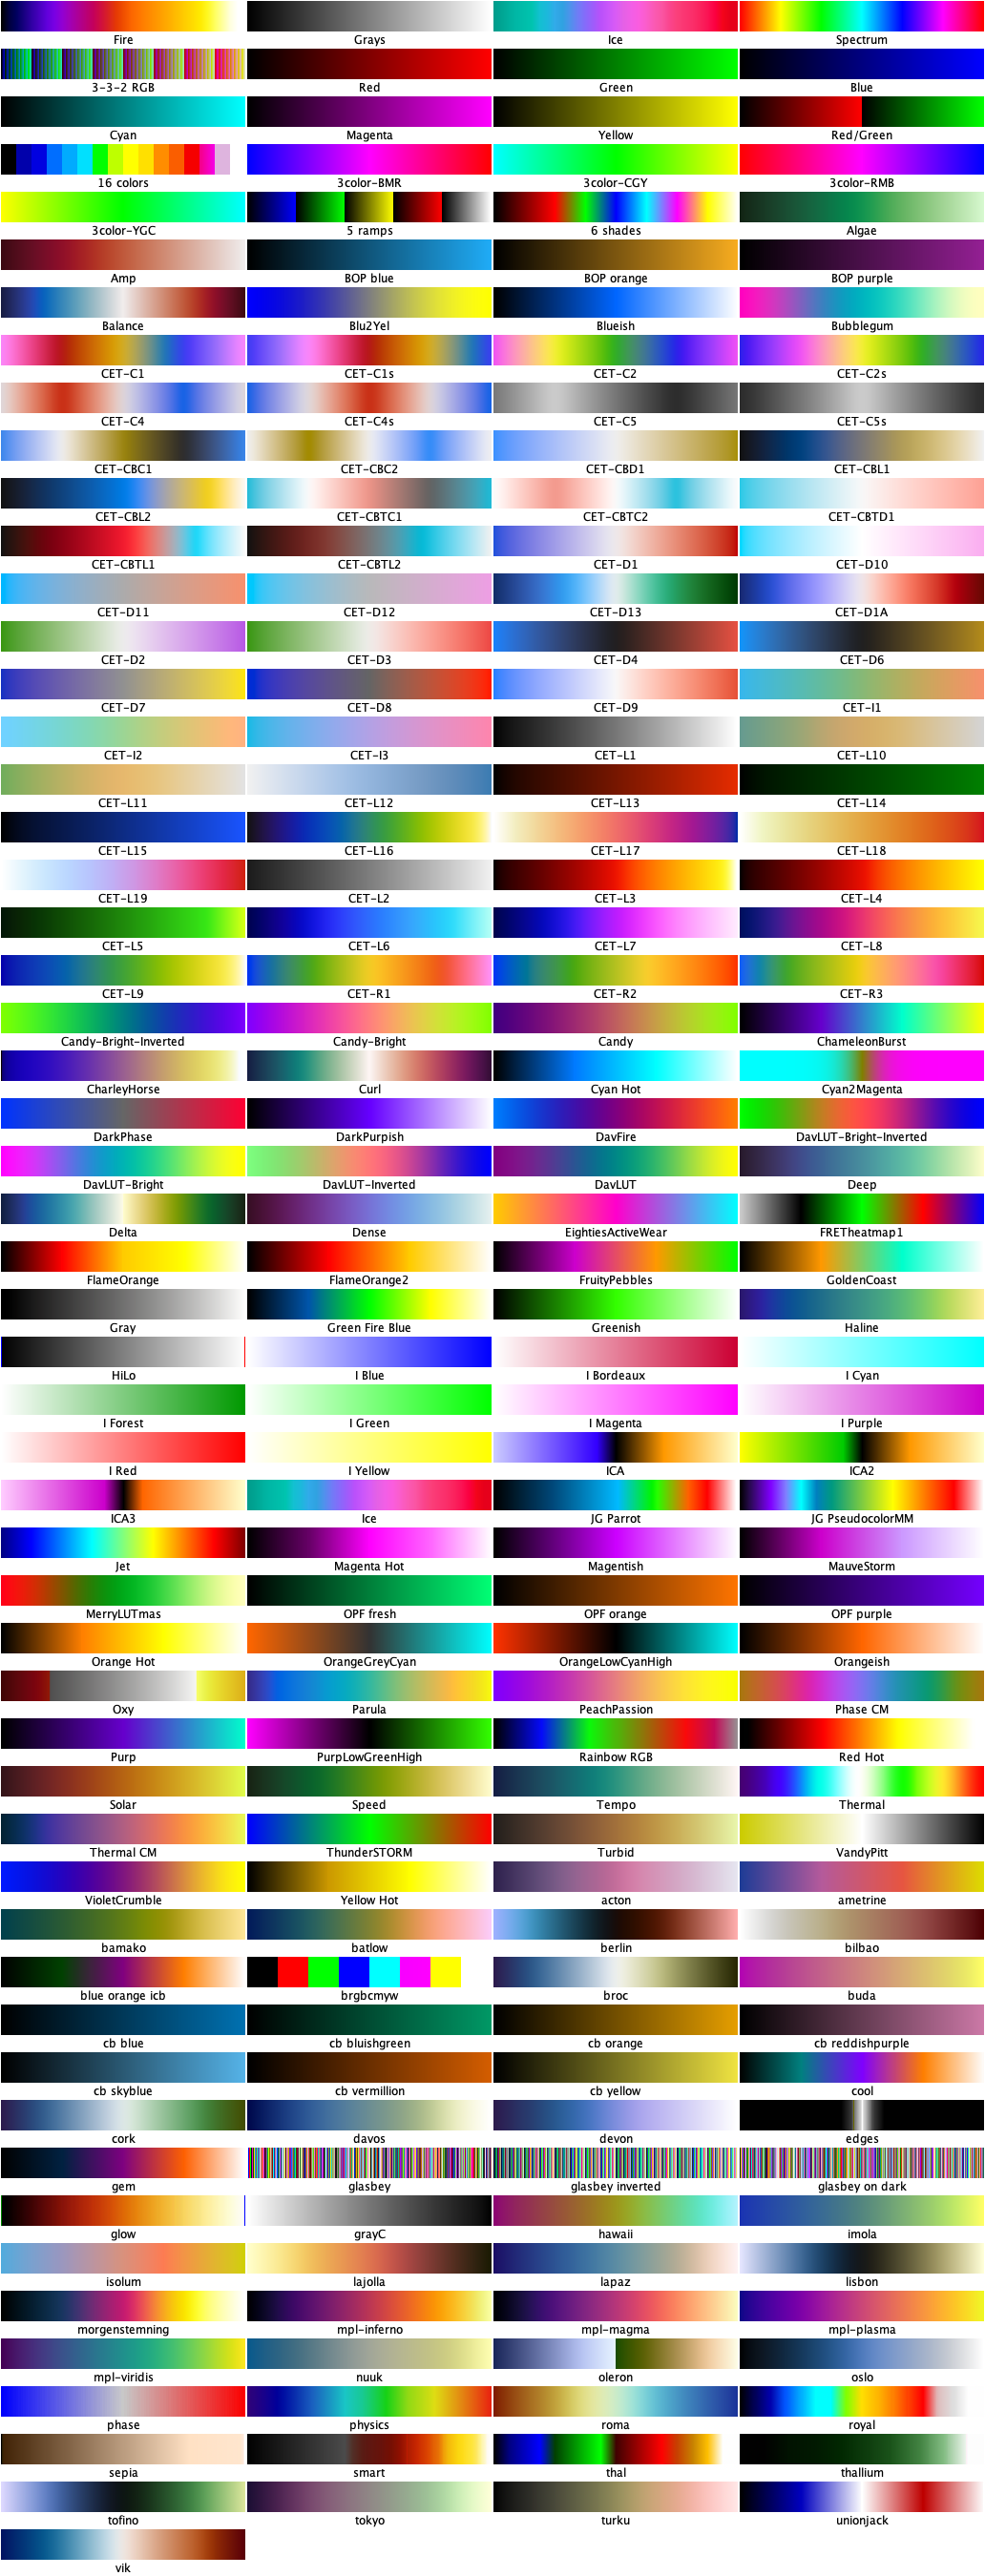 Fire Grays Ice Spectrum
3-3-2 RGB Red Green Blue
Cyan Magenta Yellow Red/Green
16 colors 3color-BMR 3color-CGY 3color-RMB
3color-YGC 5 ramps 6 shades Algae
Amp BOP blue BOP orange BOP purple
Balance Blu2Yel Blueish Bubblegum
CET-C1 CET-C1s CET-C2 CET-C2s
CET-C4 CET-C4s CET-C5 CET-C5s
CET-CBC1 CET-CBC2 CET-CBD1 CET-CBL1
CET-CBL2 CET-CBTC1 CET-CBTC2 CET-CBTD1
CET-CBTL1 CET-CBTL2 CET-D1 CET-D10
CET-D11 CET-D12 CET-D13 CET-D1A
CET-D2 CET-D3 CET-D4 CET-D6
CET-D7 CET-D8 CET-D9 CET-I1
CET-I2 CET-I3 CET-L1 CET-L10
CET-L11 CET-L12 CET-L13 CET-L14
CET-L15 CET-L16 CET-L17 CET-L18
CET-L19 CET-L2 CET-L3 CET-L4
CET-L5 CET-L6 CET-L7 CET-L8
CET-L9 CET-R1 CET-R2 CET-R3
Candy-Bright-Inverted Candy-Bright Candy ChameleonBurst
CharleyHorse Curl Cyan Hot Cyan2Magenta
DarkPhase DarkPurpish DavFire DavLUT-Bright-Inverted
DavLUT-Bright DavLUT-Inverted DavLUT Deep
Delta Dense EightiesActiveWear FRETheatmap1
FlameOrange FlameOrange2 FruityPebbles GoldenCoast
Gray Green Fire Blue Greenish Haline
HiLo I Blue I Bordeaux I Cyan
I Forest I Green I Magenta I Purple
I Red I Yellow ICA ICA2
ICA3 Ice JG Parrot JG PseudocolorMM
Jet Magenta Hot Magentish MauveStorm
MerryLUTmas OPF fresh OPF orange OPF purple
Orange Hot OrangeGreyCyan OrangeLowCyanHigh Orangeish
Oxy Parula PeachPassion Phase CM
Purp PurpLowGreenHigh Rainbow RGB Red Hot
Solar Speed Tempo Thermal
Thermal CM ThunderSTORM Turbid VandyPitt
VioletCrumble Yellow Hot acton ametrine
bamako batlow berlin bilbao
blue orange icb brgbcmyw broc buda
cb blue cb bluishgreen cb orange cb reddishpurple
cb skyblue cb vermillion cb yellow cool
cork davos devon edges
gem glasbey glasbey inverted glasbey on dark
glow grayC hawaii imola
isolum lajolla lapaz lisbon
morgenstemning mpl-inferno mpl-magma mpl-plasma
mpl-viridis nuuk oleron oslo
phase physics roma royal
sepia smart thal thallium
tofino tokyo turku unionjack
vik